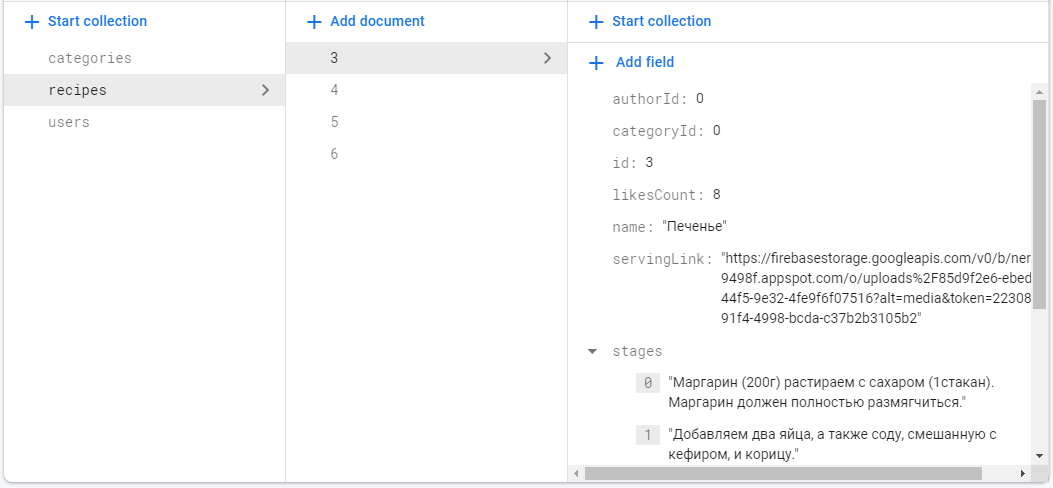 Start collection
categories
recipes
users
Add document
3
4
5
6
Start collection
Add field
authorId: 0
categoryId: 0
id: 3
likesCount: 8
name: "Печенье"
servingLink: "https://firebasestorage.googleapis.com/v0/b/ner
9498f.appspot.com/o/uploads%2F85d9f2e6-ebed
44f5-9e32-4fe9f6f07516?alt=media&token=22308
91f4-4998-bcda-c37b2b3105b2"
stages
0 "Маргарин (200г) растираем с сахаром (1стакан).
Маргарин должен полностью размягчиться."
1 "Добавляем два яйца, а также соду, смешанную с
кефиром, и корицу."